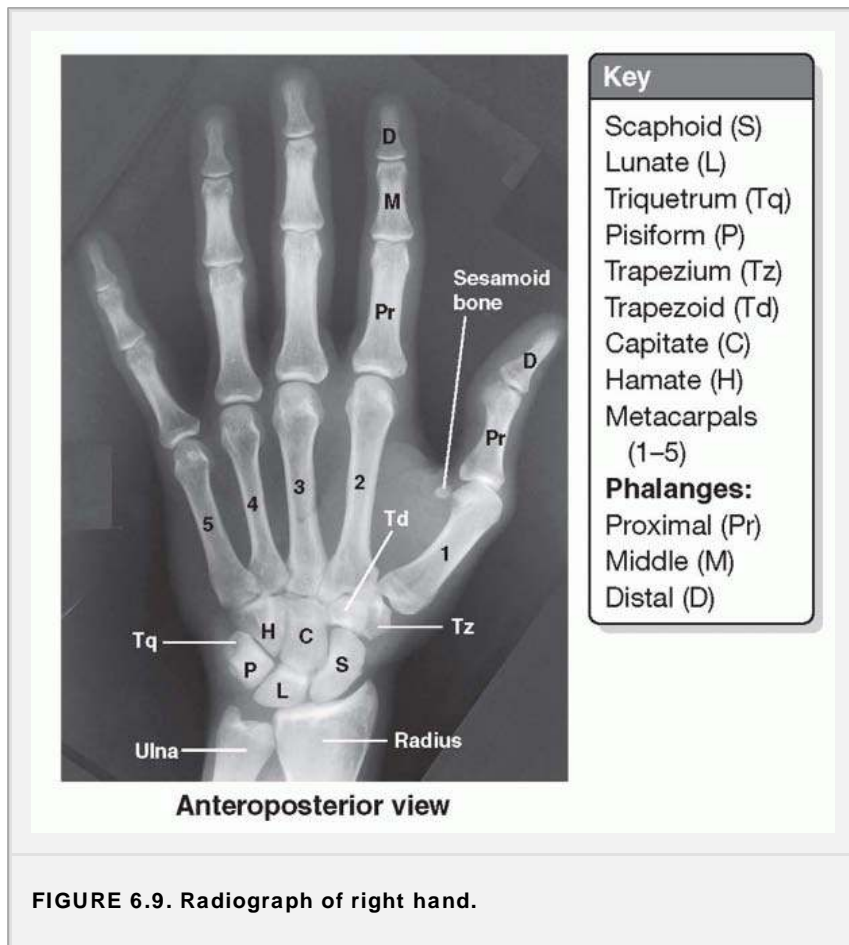 D
M
Sesamoid
bone
Pr
D
Pr
3
2
4
5
Td
1
Tq
H
C
Tz
P
S
L
Ulna
Radius
Anteroposterior view
Key
Scaphoid (S)
Lunate (L)
Triquetrum (Tq)
Pisiform (P)
Trapezium (Tz)
Trapezoid (Td)
Capitate (C)
Hamate (H)
Metacarpals
(1–5)
Phalanges:
Proximal (Pr)
Middle (M)
Distal (D)
FIGURE 6.9. Radiograph of right hand.